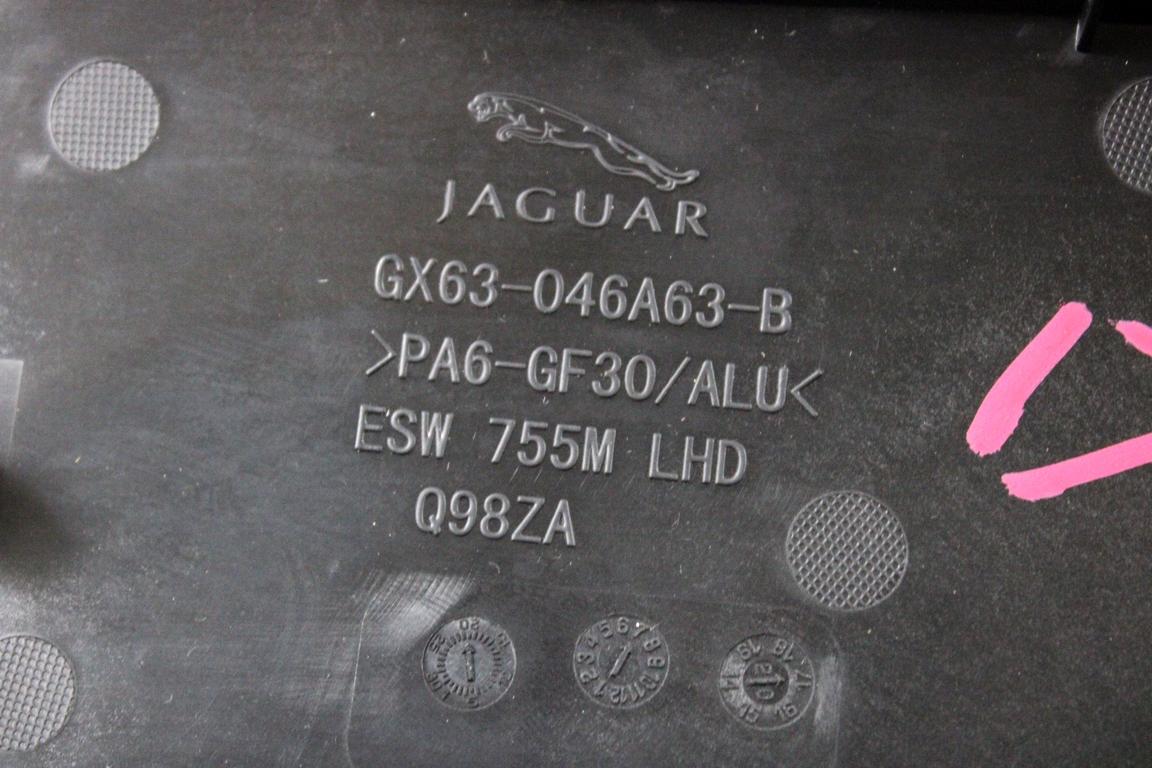 JAGUAR
GX63-046A63-B
>PA6-GF30/ALU<
ESW 755M LHD
Q98ZA